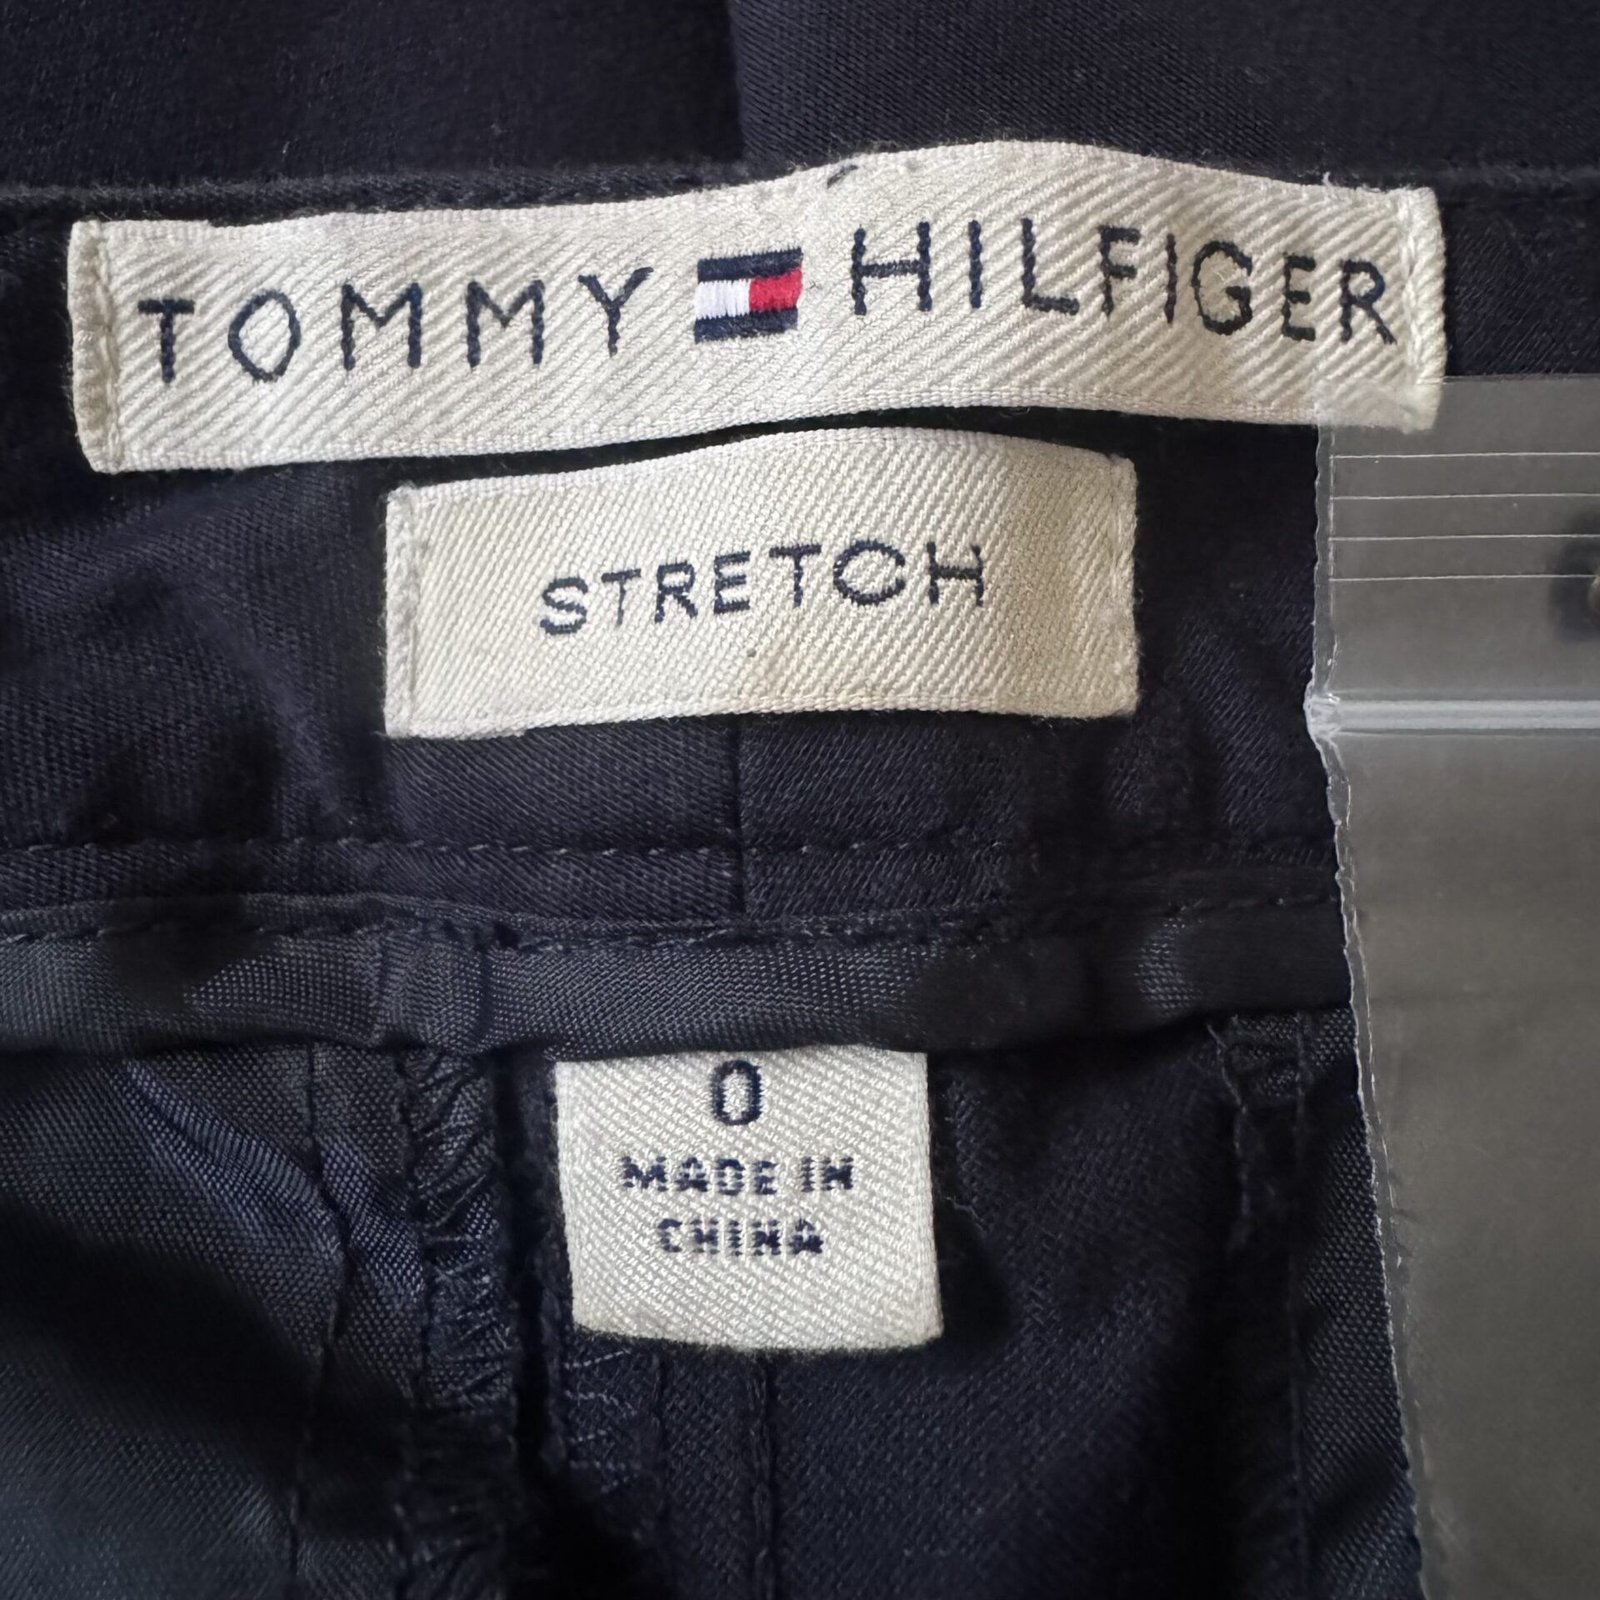 TOMMY HILFIGER
STRETCH
0
MADE IN
CHINA